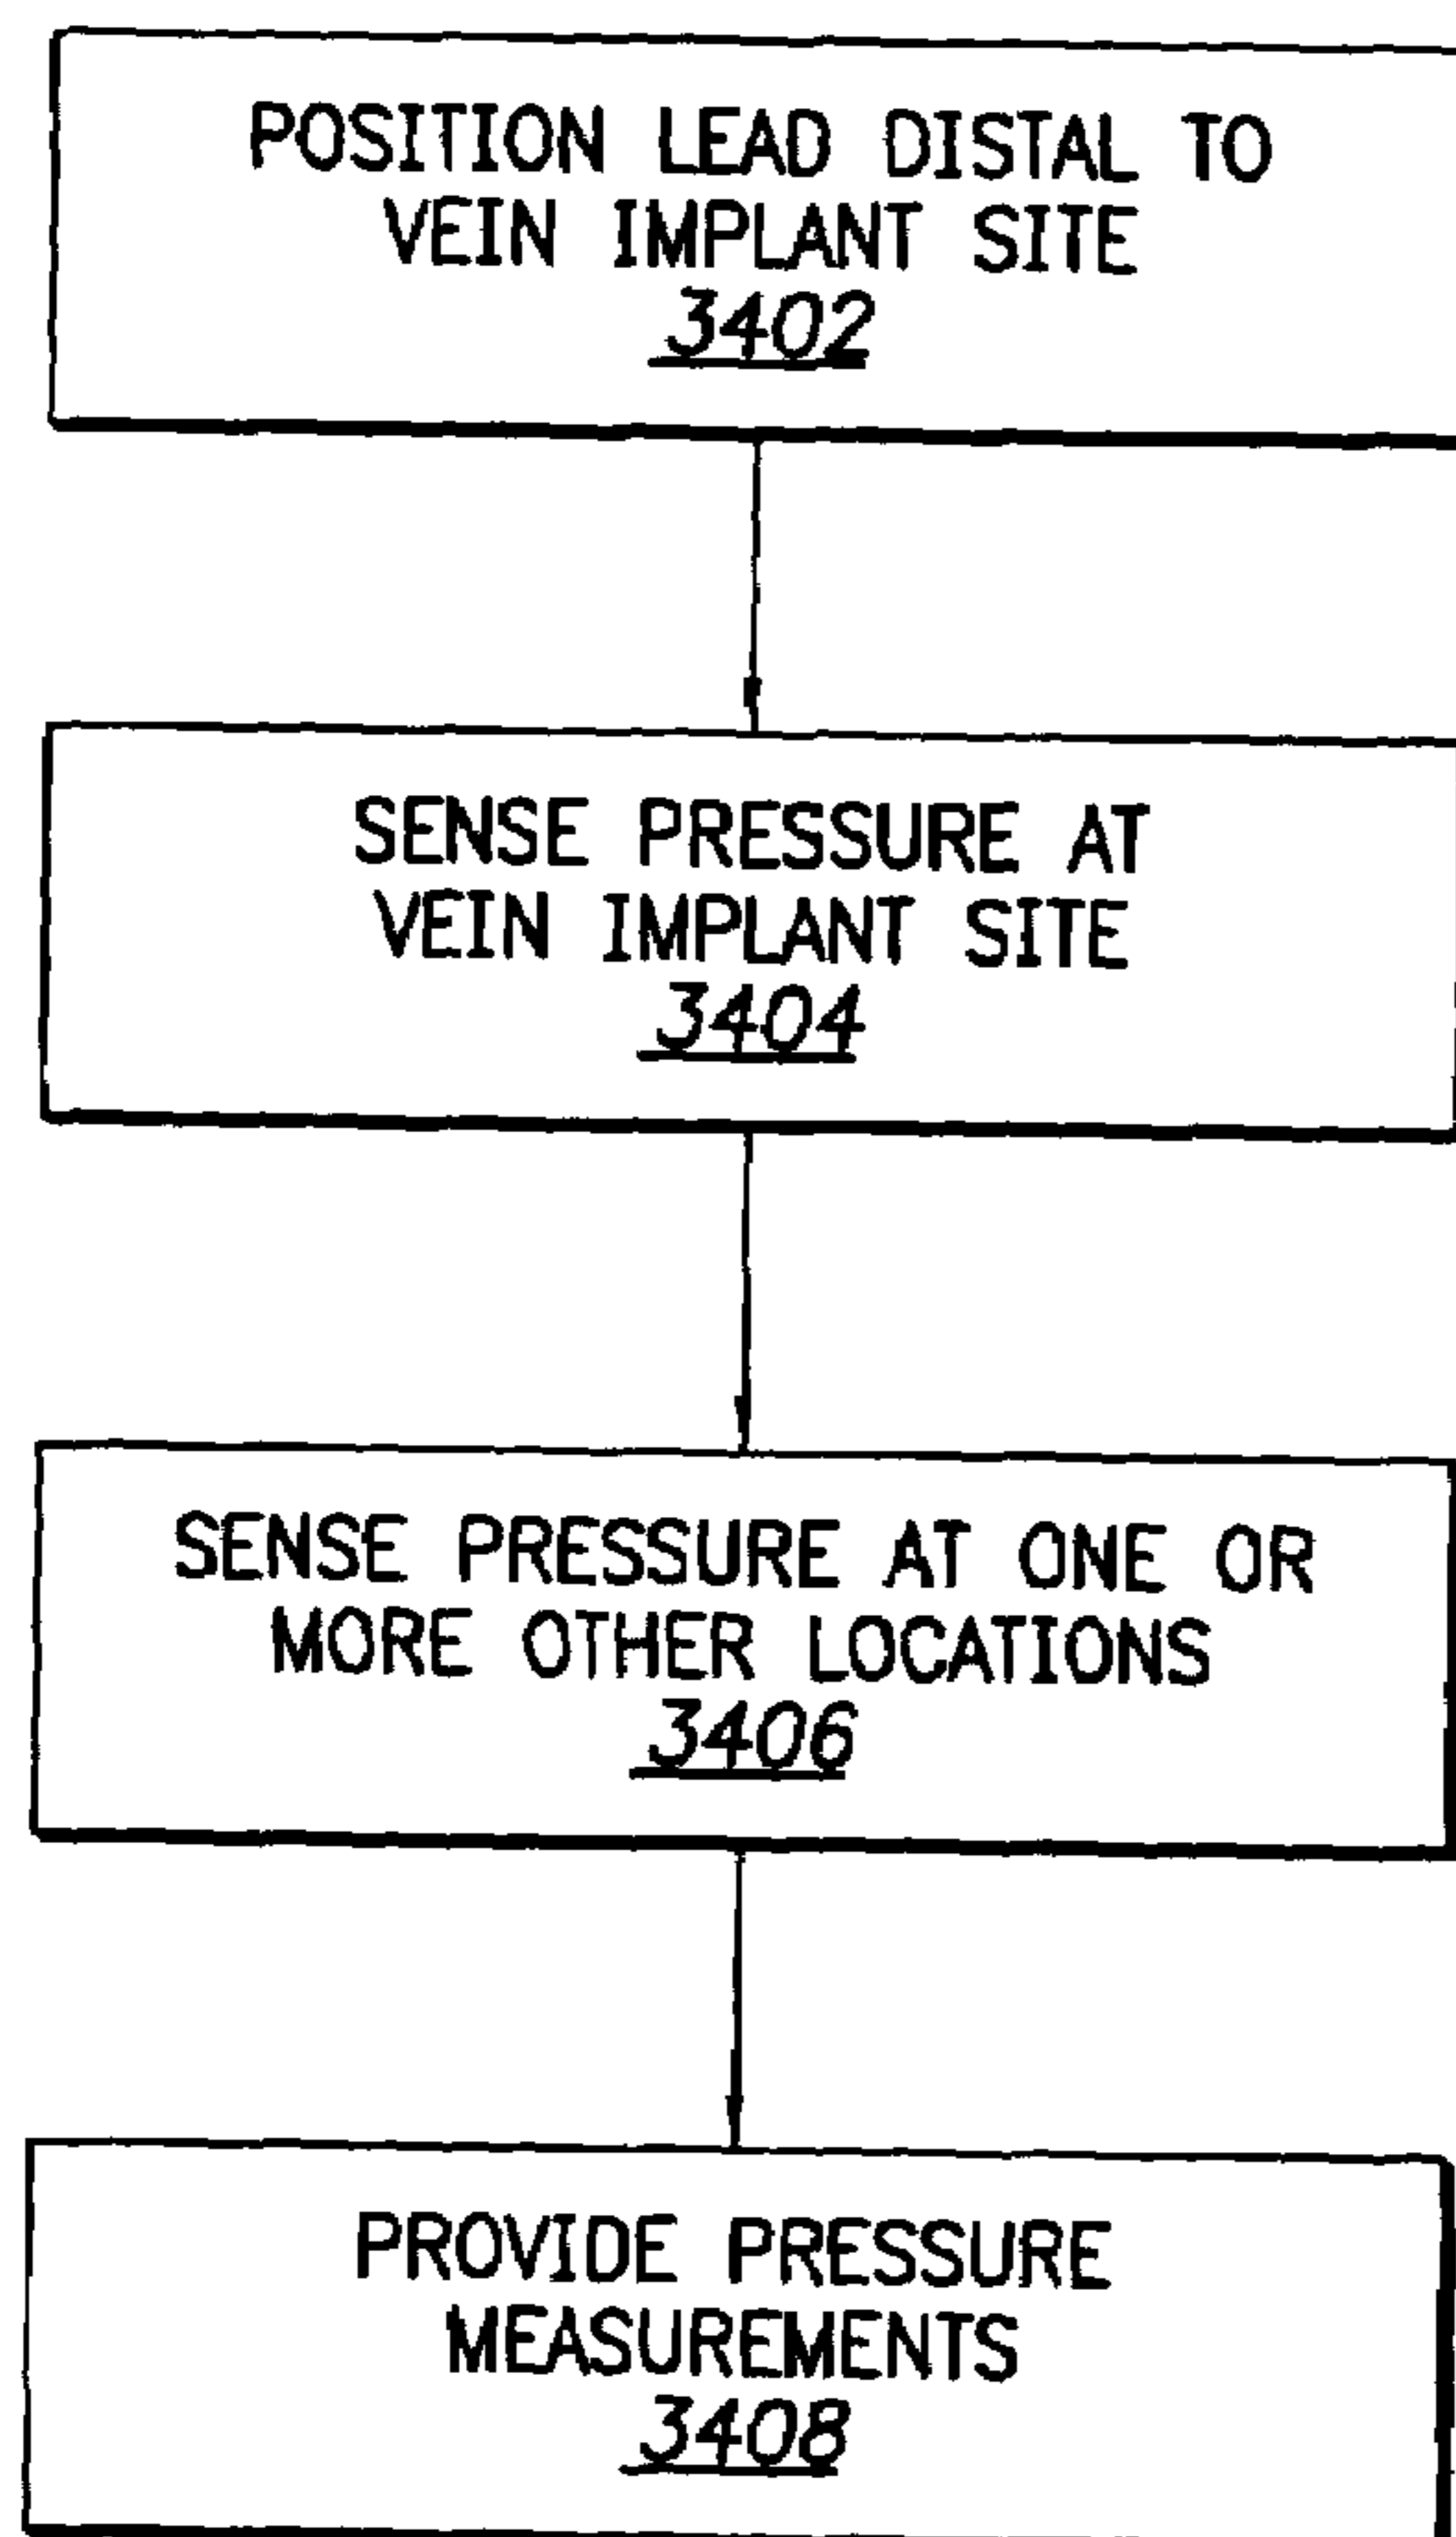 POSITION LEAD DISTAL TO
VEIN IMPLANT SITE
3402
SENSE PRESSURE AT
VEIN IMPLANT SITE
3404
SENSE PRESSURE AT ONE OR
MORE OTHER LOCATIONS
3406
PROVIDE PRESSURE
MEASUREMENTS
3408